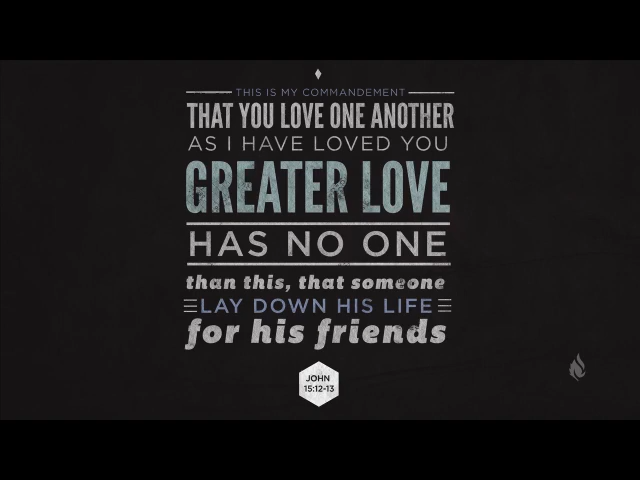 THIS IS MY COMMANDEMENT
THAT YOU LOVE ONE ANOTHER
AS I HAVE LOVED YOU
GREATER LOVE
HAS NO ONE
than this, that someone
LAY DOWN HIS LIFE
for his friends
JOHN
15:12-13